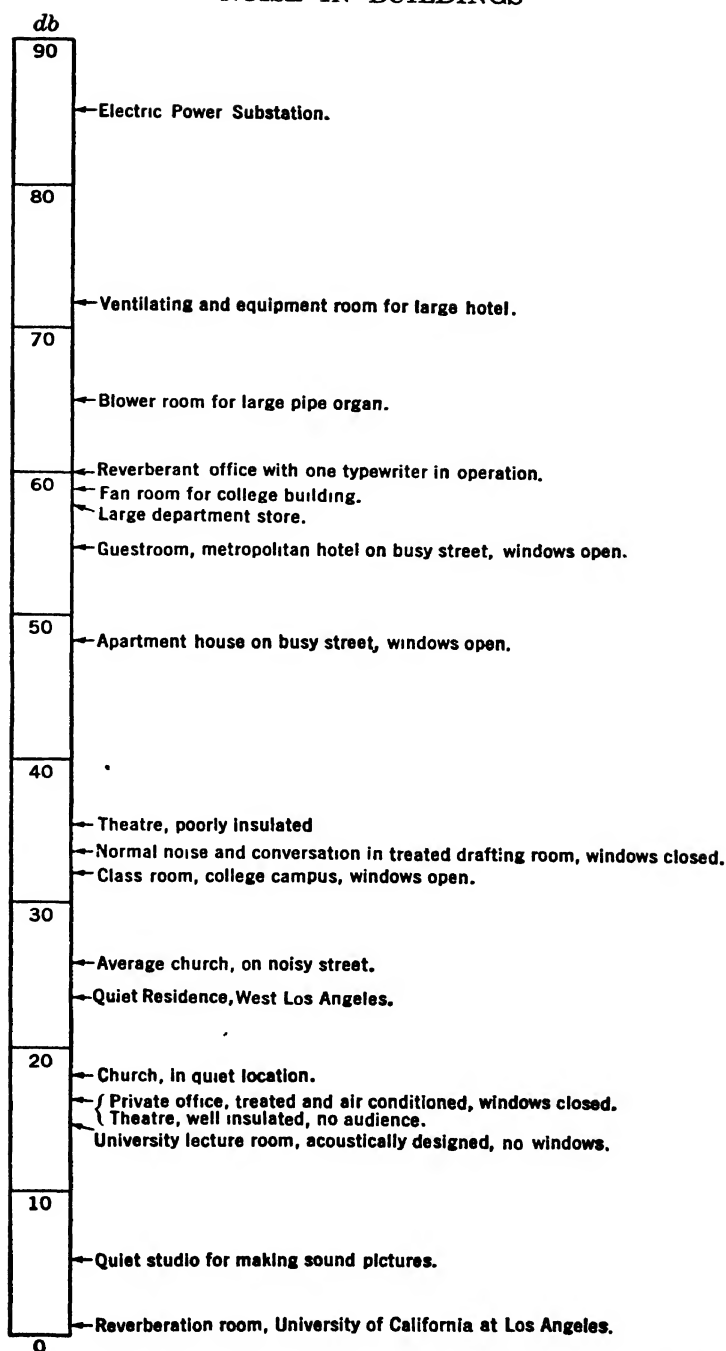 NOISE IN BUILDINGS
db
90
Electric Power Substation.
80
Ventilating and equipment room for large hotel.
70
Blower room for large pipe organ.
Reverberant office with one typewriter in operation.
60
Fan room for college building.
Large department store.
Guestroom, metropolitan hotel on busy street, windows open.
50
Apartment house on busy street, windows open.
40
Theatre, poorly insulated
Normal noise and conversation in treated drafting room, windows closed.
Class room, college campus, windows open.
30
Average church, on noisy street.
Quiet Residence, West Los Angeles.
20
Church, in quiet location.
Private office, treated and air conditioned, windows closed.
Theatre, well insulated, no audience.
University lecture room, acoustically designed, no windows.
10
Quiet studio for making sound pictures.
Reverberation room, University of California at Los Angeles.
0